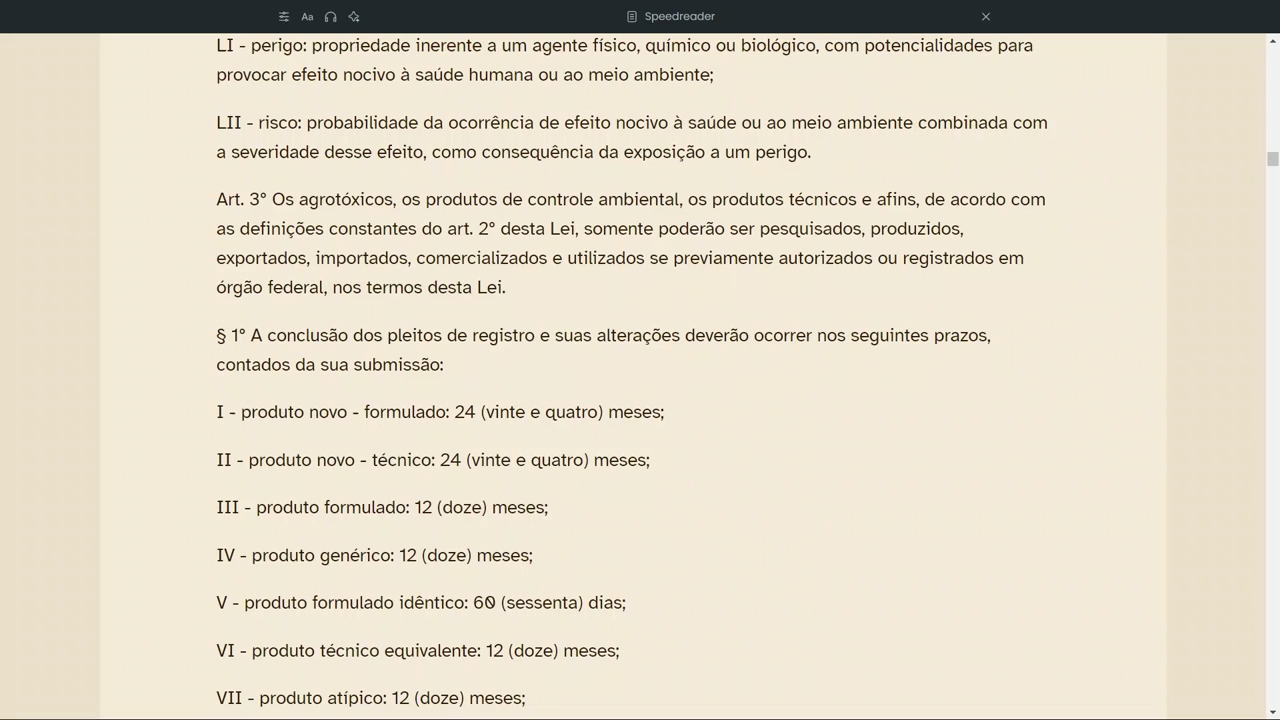 Aa
Speedreader
LI - perigo: propriedade inerente a um agente físico, químico ou biológico, com potencialidades para
provocar efeito nocivo à saúde humana ou ao meio ambiente;
LII - risco: probabilidade da ocorrência de efeito nocivo à saúde ou ao meio ambiente combinada com
a severidade desse efeito, como consequência da exposição a um perigo.
Art. 3° Os agrotóxicos, os produtos de controle ambiental, os produtos técnicos e afins, de acordo com
as definições constantes do art. 2° desta Lei, somente poderão ser pesquisados, produzidos,
exportados, importados, comercializados e utilizados se previamente autorizados ou registrados em
órgão federal, nos termos desta Lei.
§ 1° A conclusão dos pleitos de registro e suas alterações deverão ocorrer nos seguintes prazos,
contados da sua submissão:
I - produto novo - formulado: 24 (vinte e quatro) meses;
II - produto novo - técnico: 24 (vinte e quatro) meses;
III - produto formulado: 12 (doze) meses;
IV - produto genérico: 12 (doze) meses;
V - produto formulado idêntico: 60 (sessenta) dias;
VI - produto técnico equivalente: 12 (doze) meses;
VII - produto atípico: 12 (doze) meses;